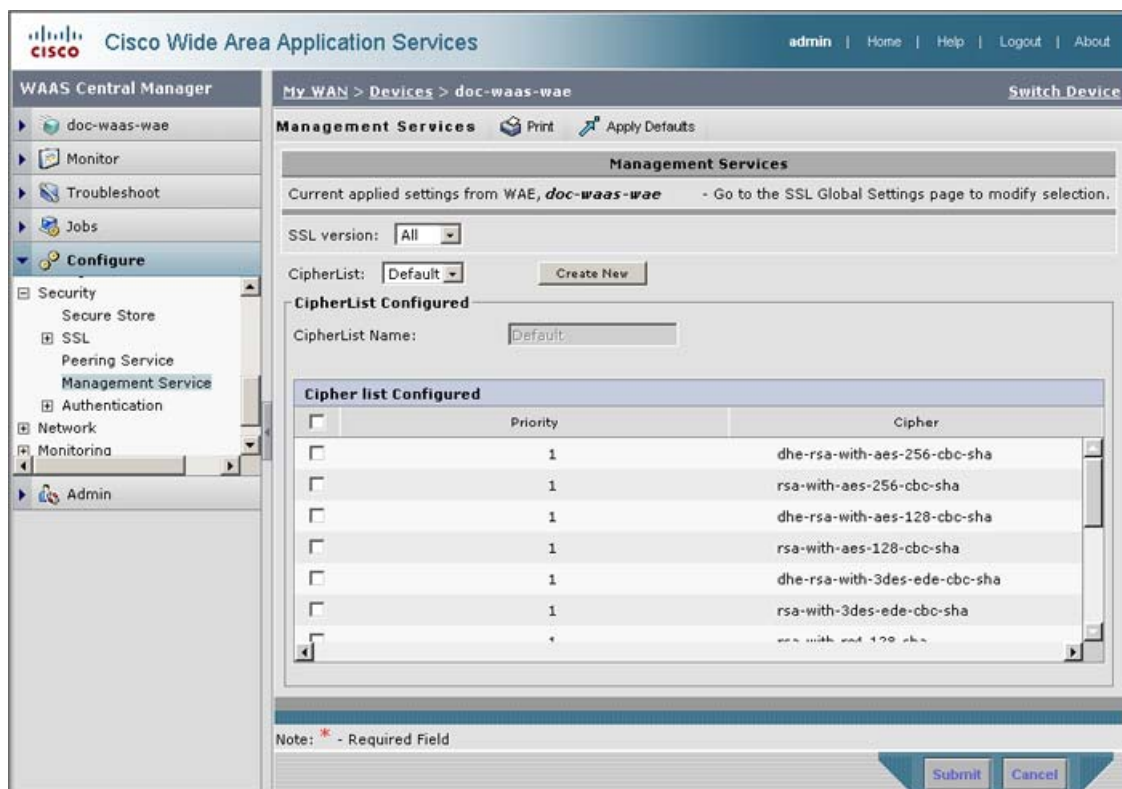 CISCO Cisco Wide Area Application Services admin | Home | Help | Logout | About
WAAS Central Manager
doc-waas-wae
Monitor
Troubleshoot
Jobs
Configure
Security
Secure Store
SSL
Peering Service
Management Service
Authentication
Network
Monitoring
Admin
My WAN > Devices > doc-waas-wae Switch Device
Management Services Print Apply Defaults
Management Services
Current applied settings from WAE, doc-waas-wae - Go to the SSL Global Settings page to modify selection.
SSL version: All
CipherList: Default Create New
CipherList Configured
CipherList Name: Default
Cipher list Configured
Priority Cipher
1 dhe-rsa-with-aes-256-cbc-sha
1 rsa-with-aes-256-cbc-sha
1 dhe-rsa-with-aes-128-cbc-sha
1 rsa-with-aes-128-cbc-sha
1 dhe-rsa-with-3des-ede-cbc-sha
1 rsa-with-3des-ede-cbc-sha
Note: * - Required Field
Submit Cancel